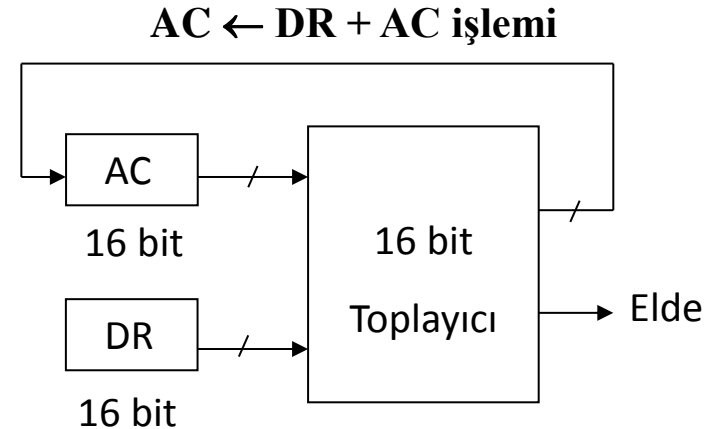 AC ← DR + AC işlemi
AC
16 bit
DR
16 bit
16 bit
Toplayıcı
Elde